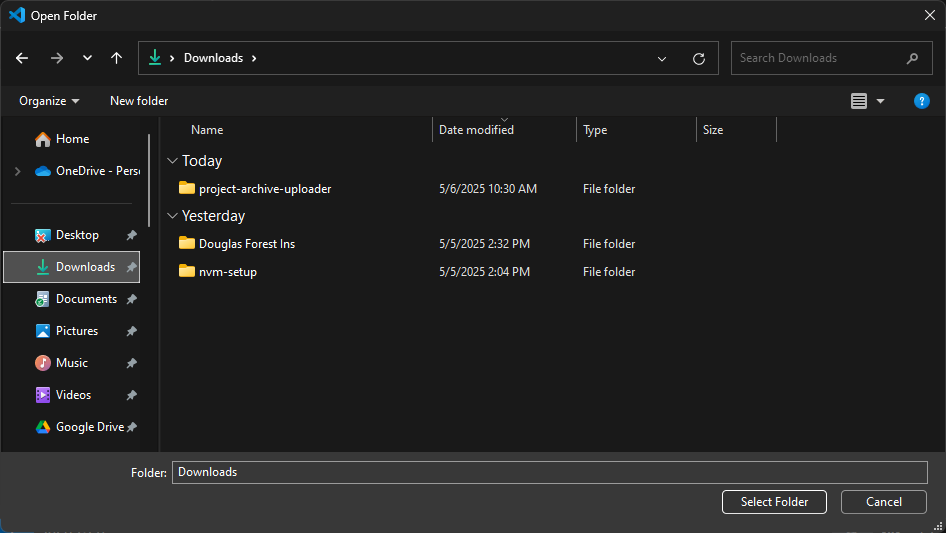 Open Folder
Downloads
Search Downloads
Organize
New folder
Name Date modified Type Size
Home
OneDrive - Pers
Desktop
Downloads
Documents
Pictures
Music
Videos
Google Drive
Today
project-archive-uploader 5/6/2025 10:30 AM File folder
Yesterday
Douglas Forest Ins 5/5/2025 2:32 PM File folder
nvm-setup 5/5/2025 2:04 PM File folder
Folder: Downloads
Select Folder
Cancel